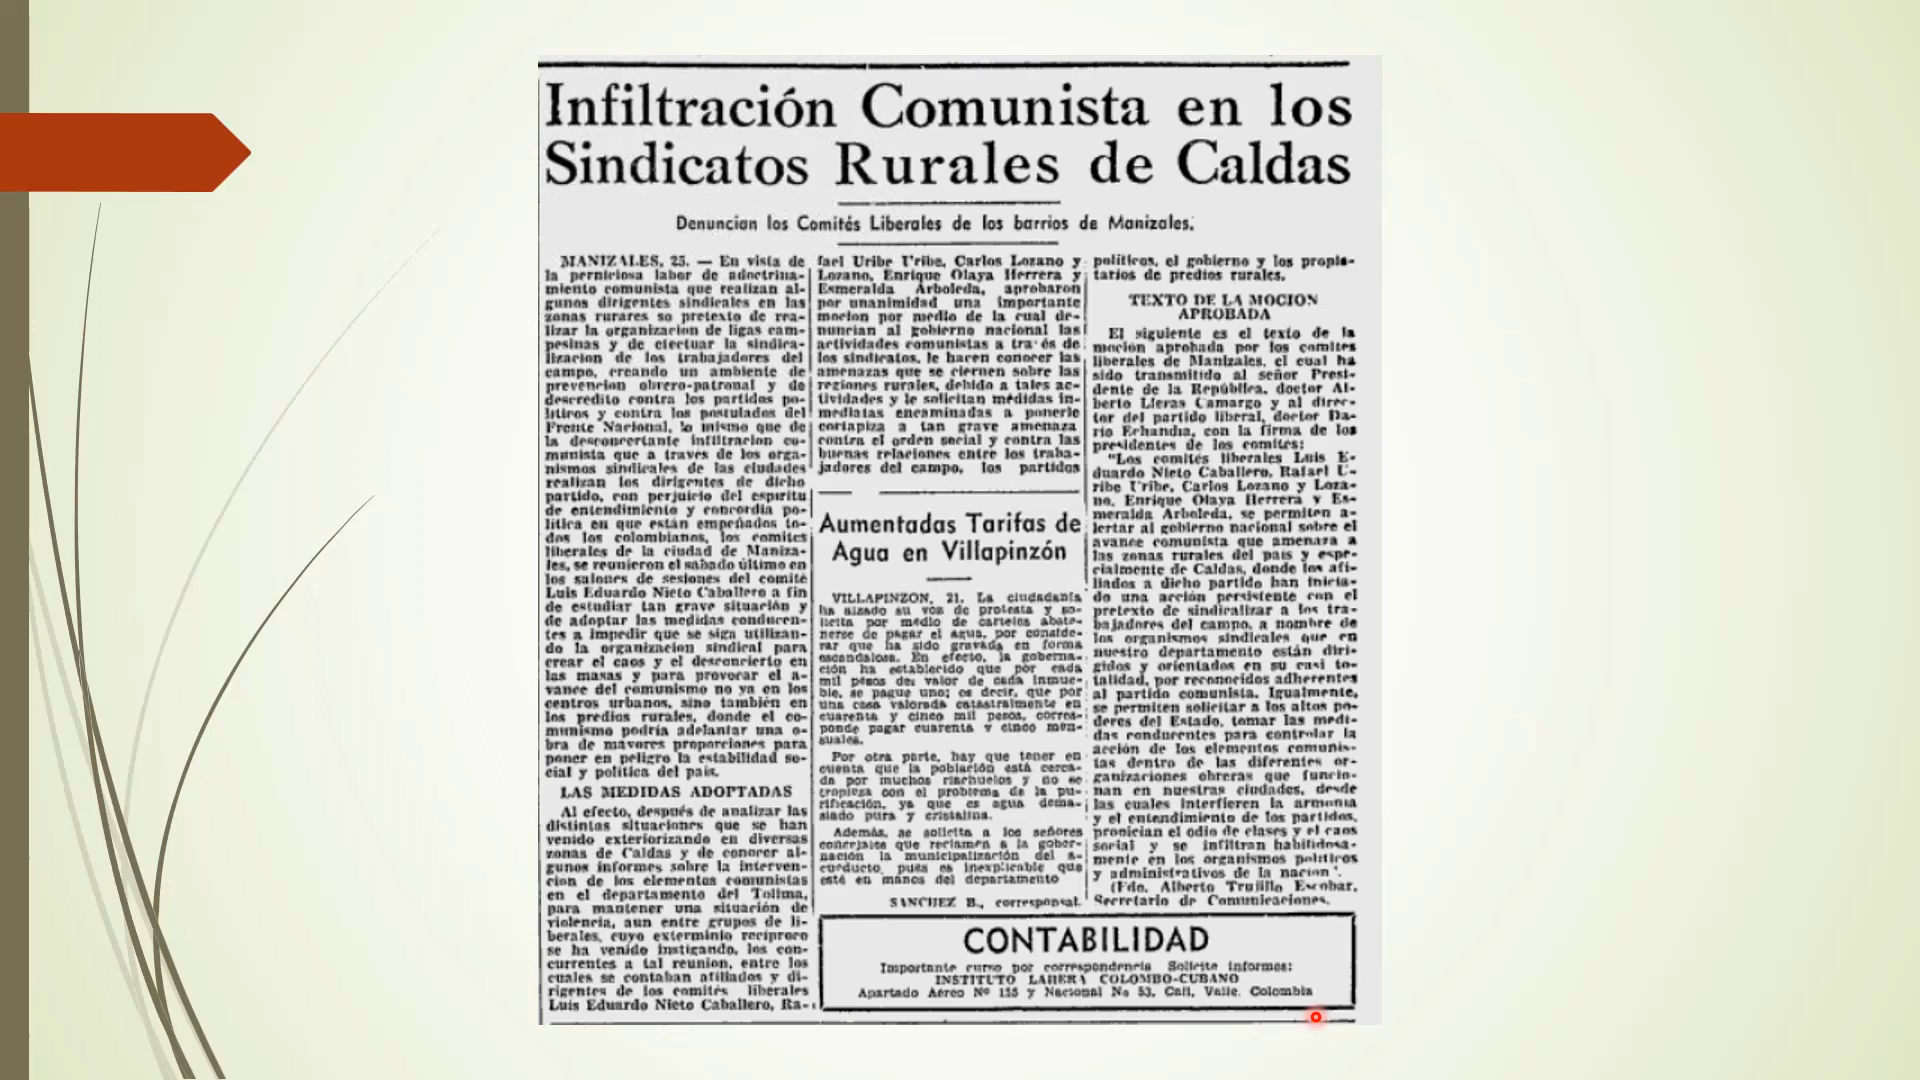 Infiltración Comunista en los
Sindicatos Rurales de Caldas
Denuncian los Comités Liberales de los barrios de Manizales.
MANIZALES, 25. — En vista de
la perniciosa labor de adoctrina-
miento comunista que realizan al-
gunos dirigentes sindicales en las
zonas rurares so pretexto de rea-
lizar la organizacion de ligas cam-
pesinas y de efectuar la sindica-
lizacion de los trabajadores del
campo, creando un ambiente de
prevencion obrero-patronal y de
descrédito contra los partidos po-
líticos y contra los postulados del
Frente Nacional, lo mismo que de
la desconcertante infiltracion co-
munista que a través de los orga-
nismos sindicales de las ciudades
realizan los dirigentes de dicho
partido, con perjuicio del espíritu
de entendimiento y concordia po-
lítica en que están empeñados to-
dos los colombianos, los comites
liberales de la ciudad de Maniza-
les, se reunieron el sabado último en
los salones de sesiones del comité
Luis Eduardo Nieto Caballero a fin
de estudiar tan grave situación y
de adoptar las medidas conducen-
tes a impedir que se siga utilizan-
do la organizacion sindical para
crear el caos y el desconcierto en
las masas y para provocar el a-
vance del comunismo no ya en los
centros urbanos, sino también en
los predios rurales, donde el co-
munismo podría adelantar una o-
bra de mayores proporciones para
poner en peligro la estabilidad so-
cial y política del país.
LAS MEDIDAS ADOPTADAS
Al efecto, después de analizar las
distintas situaciones que se han
venido exteriorizando en diversas
zonas de Caldas y de conocer al-
gunos informes sobre la interven-
cion de los elementos comunistas
en el departamento del Tolima,
para mantener una situación de
violencia, aun entre grupos de li-
berales, cuyo exterminio reciproco
se ha venido instigando, los con-
currentes a tal reunion, entre los
cuales se contaban afiliados y di-
rigentes de los comités liberales
Luis Eduardo Nieto Caballero, Ra-
fael Uribe Uribe, Carlos Lozano y
Lozano, Enrique Olaya Herrera y
Esmeralda Arboleda, aprobaron
por unanimidad una importante
mocion por medio de la cual de-
nuncian al gobierno nacional las
actividades comunistas a través de
los sindicatos, le hacen conocer las
amenazas que se ciernen sobre las
regiones rurales, debido a tales ac-
tividades y le solicitan medidas in-
mediatas encaminadas a ponerle
cortapiza a tan grave amenaza
contra el orden social y contra las
buenas relaciones entre los traba-
jadores del campo, los partidos
políticos, el gobierno y los propie-
tarios de predios rurales.
TEXTO DE LA MOCION
APROBADA
El siguiente es el texto de la
mocion aprobada por los comites
liberales de Manizales, el cual ha
sido transmitido al señor Presi-
dente de la República, doctor Al-
berto Lleras Camargo y al direc-
tor del partido liberal, doctor Da-
rio Echandia, con la firma de los
presidentes de los comites:
"Los comités liberales Luis E-
duardo Nieto Caballero, Rafael U-
ribe Uribe, Carlos Lozano y Loza-
no, Enrique Olaya Herrera y Es-
meralda Arboleda, se permiten a-
lertar al gobierno nacional sobre el
avance comunista que amenaza a
las zonas rurales del país y espe-
cialmente de Caldas, donde los afi-
liados a dicho partido han inicia-
do una acción persistente con el
pretexto de sindicalizar a los tra-
bajadores del campo, a nombre de
los organismos sindicales que en
nuestro departamento están diri-
gidos y orientados en su casi to-
talidad, por reconocidos adherentes
al partido comunista. Igualmente,
se permiten solicitar a los altos po-
deres del Estado, tomar las medi-
das conducentes para controlar la
acción de los elementos comunis-
tas dentro de las diferentes or-
ganizaciones obreras que funcio-
nan en nuestras ciudades, desde
las cuales interfieren la armonia
y el entendimiento de los partidos,
propician el odio de clases y el caos
social y se infiltran habilidosa-
mente en los organismos politicos
y administrativos de la nacion".
(Fdo. Alberto Trujillo Escobar,
Secretario de Comunicaciones.
Aumentadas Tarifas de
Agua en Villapinzón
VILLAPINZON, 21. La ciudadanía
ha alzado su voz de protesta y so-
licita por medio de carteles abste-
nerse de pagar el agua, por conside-
rar que ha sido gravada en forma
escandalosa. En efecto, la goberna-
ción ha establecido que por cada
mil pesos del valor de cada inmue-
ble, se pague uno; es decir, que por
una casa valorada catastralmente en
cuarenta y cinco mil pesos, corres-
ponde pagar cuarenta y cinco men-
suales.
Por otra parte, hay que tener en
cuenta que la población está cerca-
da por muchos riachuelos y no se
tropieza con el problema de la pu-
rificación, ya que es agua dema-
siado pura y cristalina.
Además, se solicita a los señores
concejales que reclamen a la gober-
nación la municipalización del a-
cueducto, pues es inexplicable que
esté en manos del departamento
SANCHEZ B., corresponsal.
CONTABILIDAD
Importante curso por correspondencia Solicite informes:
INSTITUTO LABERA COLOMBO-CUBANO
Apartado Aéreo Nº 115 y Nacional No 53, Cali, Valle. Colombia